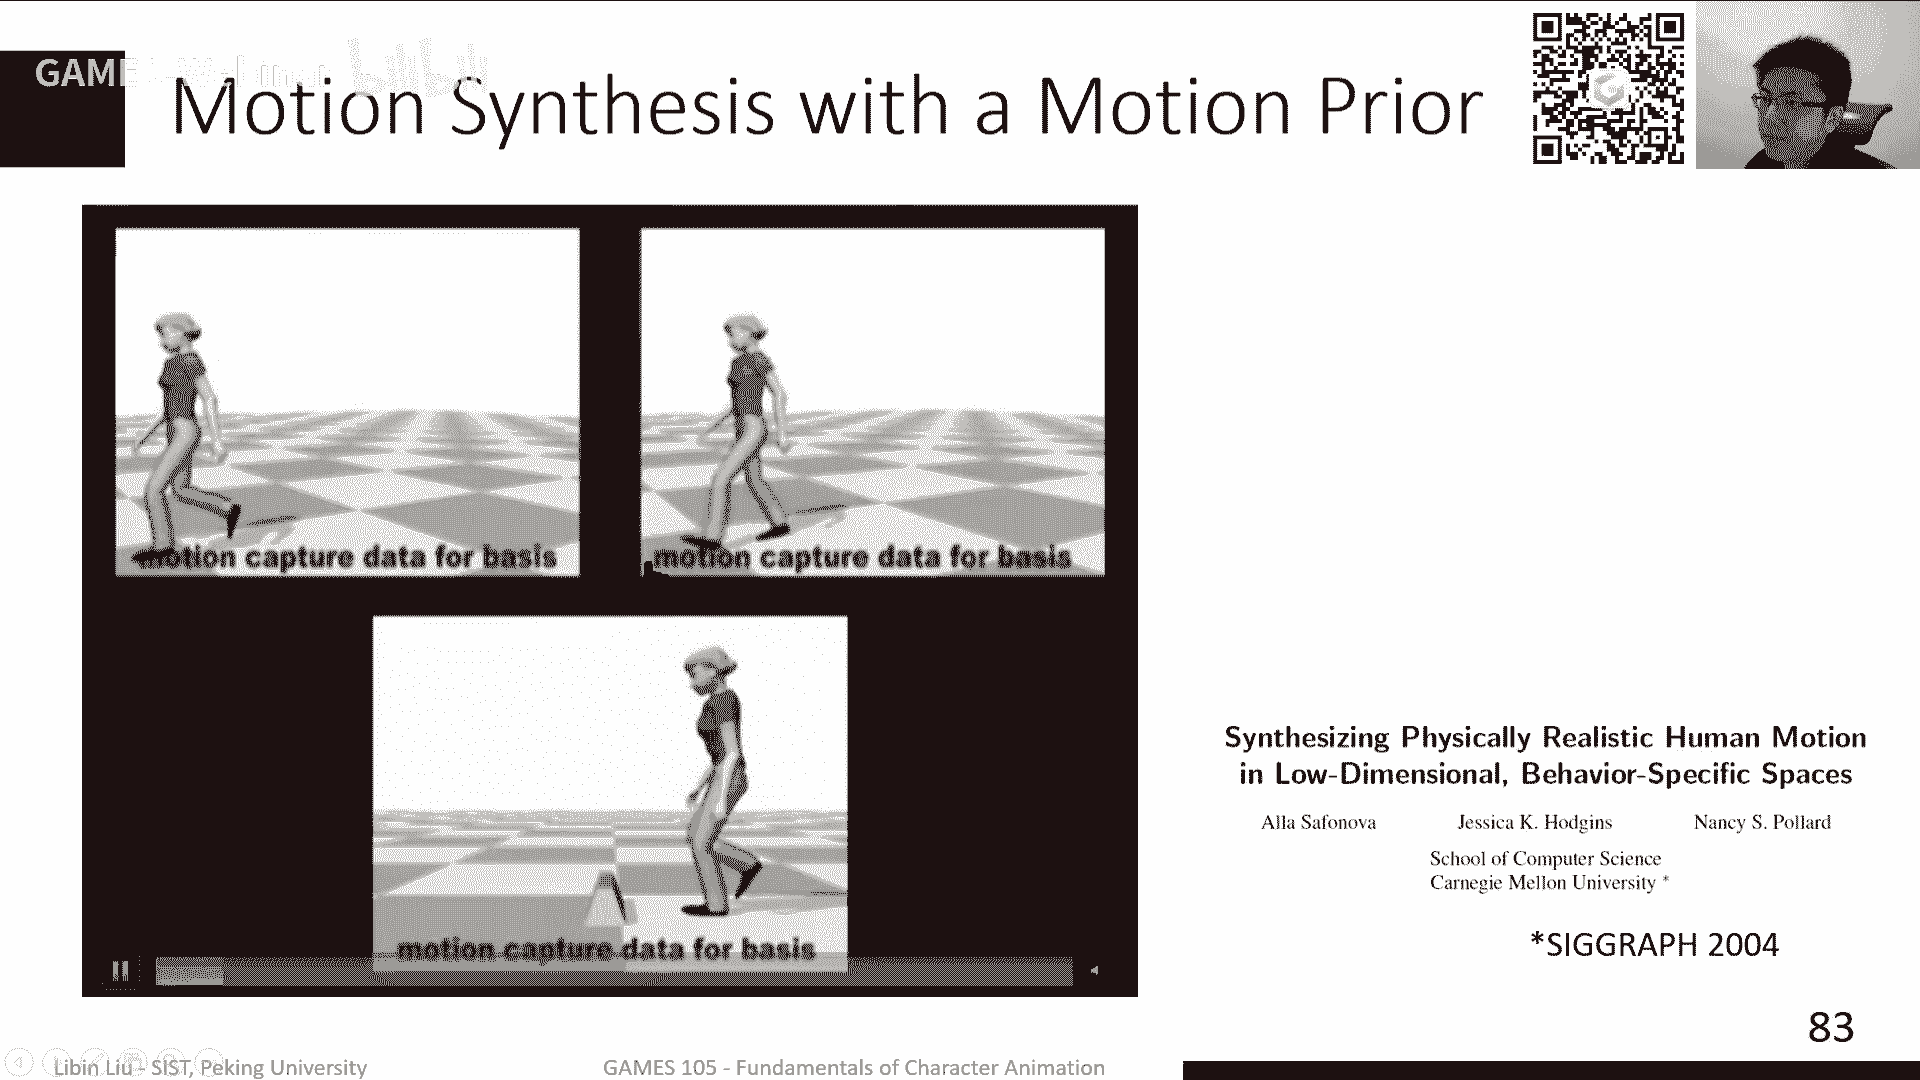 GAME
Motion Synthesis with a Motion Prior
motion capture data for basis
motion capture data for basis
motion capture data for basis
Synthesizing Physically Realistic Human Motion
in Low-Dimensional, Behavior-Specific Spaces
Alla Safonova Jessica K. Hodgins Nancy S. Pollard
School of Computer Science
Carnegie Mellon University *
*SIGGRAPH 2004
83
Libin Liu - SIST, Peking University
GAMES 105 - Fundamentals of Character Animation